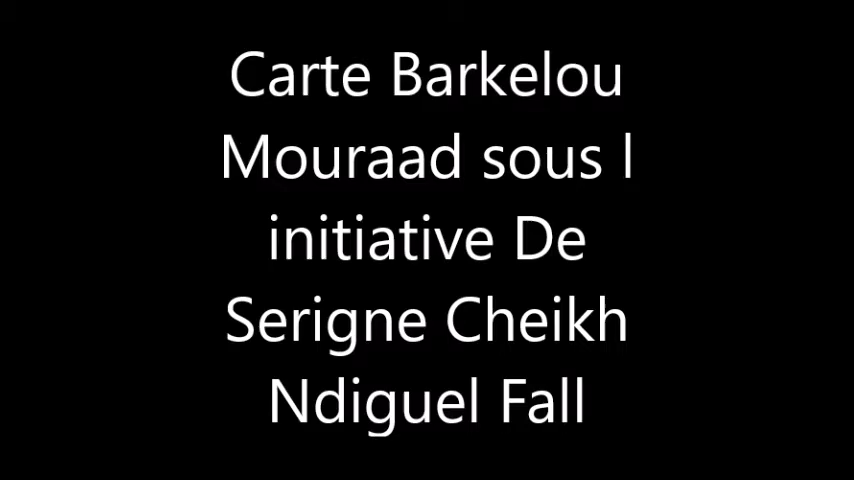 Carte Barkelou
Mouraad sous l
initiative De
Serigne Cheikh
Ndiguel Fall